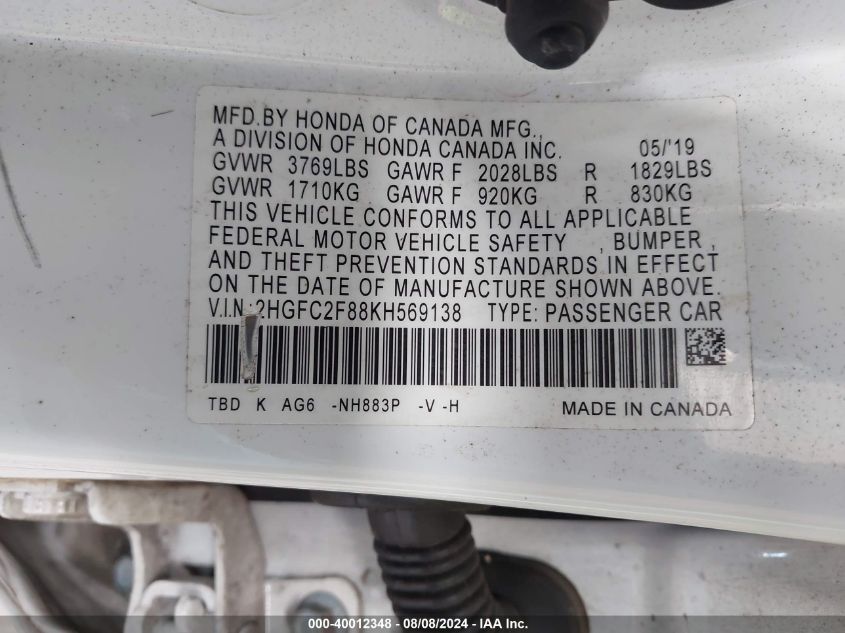 MFD.BY HONDA OF CANADA MFG.,
A DIVISION OF HONDA CANADA INC. 05/'19
GVWR 3769LBS GAWR F 2028LBS R 1829LBS
GVWR 1710KG GAWR F 920KG R 830KG
THIS VEHICLE CONFORMS TO ALL APPLICABLE
FEDERAL MOTOR VEHICLE SAFETY , BUMPER ,
AND THEFT PREVENTION STANDARDS IN EFFECT
ON THE DATE OF MANUFACTURE SHOWN ABOVE.
V.I.N.:2HGFC2F88KH569138 TYPE: PASSENGER CAR
TBD K AG6 -NH883P -V -H MADE IN CANADA
000-40012348 - 08/08/2024 - IAA Inc.